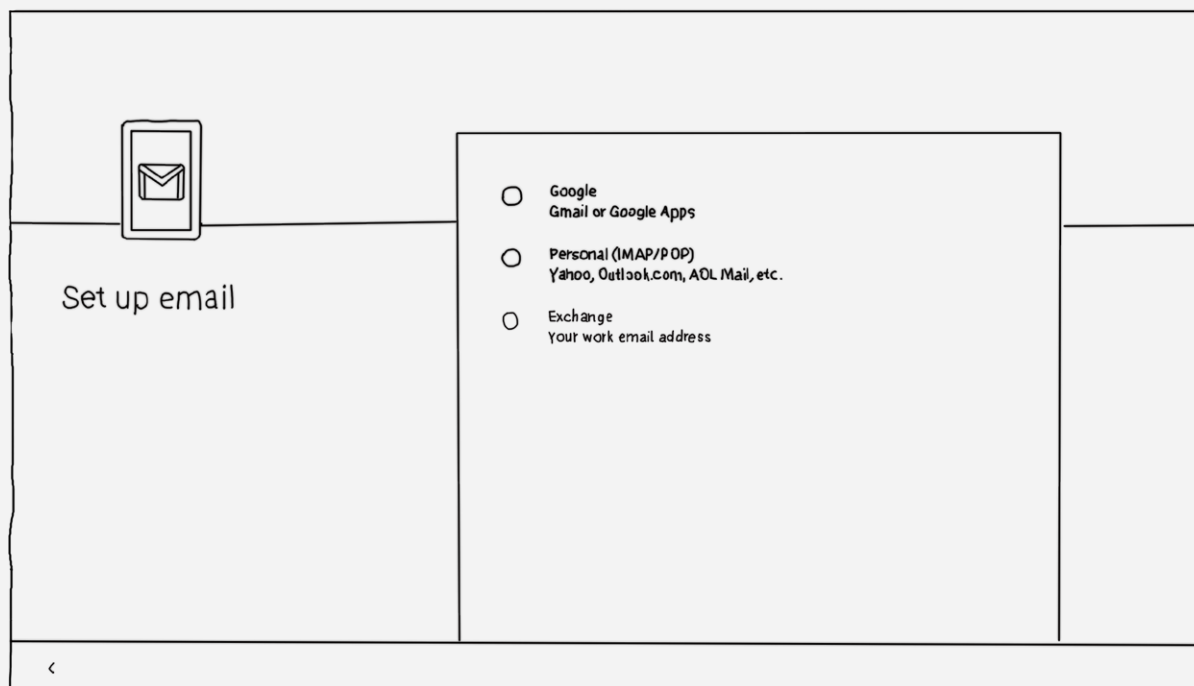 Set up email
Google
Gmail or Google Apps
Personal (IMAP/POP)
Yahoo, Outlook.com, AOL Mail, etc.
Exchange
Your work email address